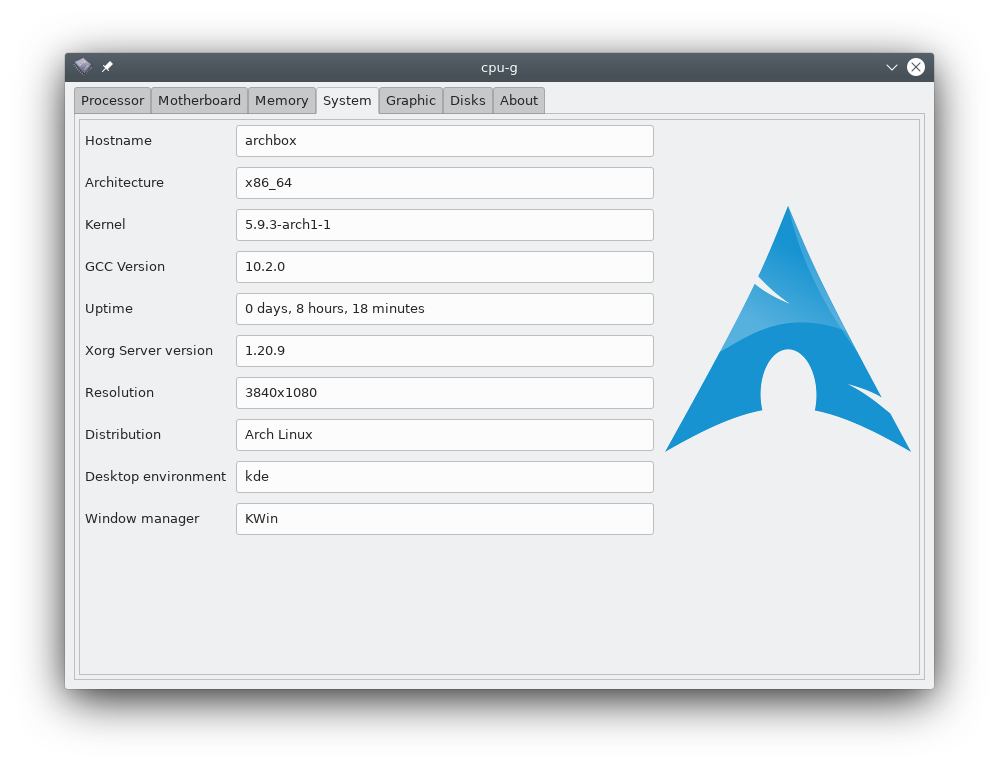 cpu-g
Processor Motherboard Memory System Graphic Disks About
Hostname archbox
Architecture x86_64
Kernel 5.9.3-arch1-1
GCC Version 10.2.0
Uptime 0 days, 8 hours, 18 minutes
Xorg Server version 1.20.9
Resolution 3840x1080
Distribution Arch Linux
Desktop environment kde
Window manager KWin